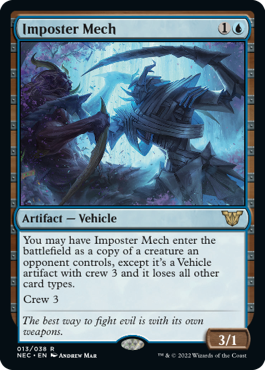 Imposter Mech 1
Artifact — Vehicle
You may have Imposter Mech enter the
battlefield as a copy of a creature an
opponent controls, except it's a Vehicle
artifact with crew 3 and it loses all other
card types.
Crew 3
The best way to fight evil is with its own
weapons.
3/1
013/038 R
NEC • EN Andrew Mar
™ & © 2022 Wizards of the Coast